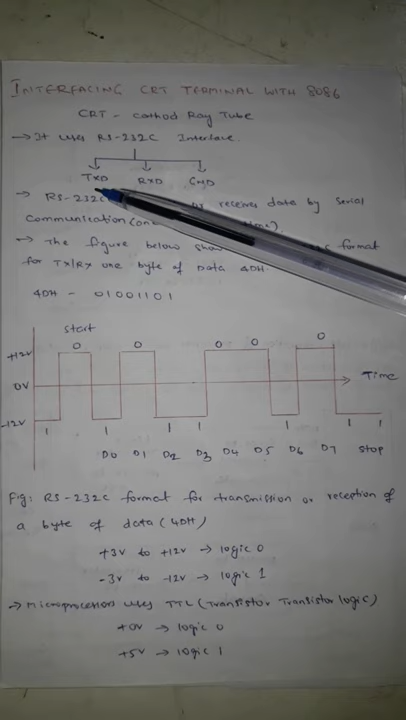 INTERFACING CRT TERMINAL WITH 8086
CRT - Cathod Ray Tube
→ It uses RS-232C Interface.
TXD RXD GND
→ RS-232C or receives data by serial
Communication (one time).
→ The figure below format
for Tx/Rx one byte of Data 4DH.
4DH - 01001101
start
0 0 0 0 0
+12V
0V
Time
-12V
1 1 1 1 1 1 1
D0 D1 D2 D3 D4 D5 D6 D7 stop
Fig: RS-232C format for transmission or reception of
a byte of data (4DH)
+3V to +12V → logic 0
-3V to -12V → logic 1
→ Microprocessor uses TTL (Transistor Transistor logic)
+0V → logic 0
+5V → logic 1